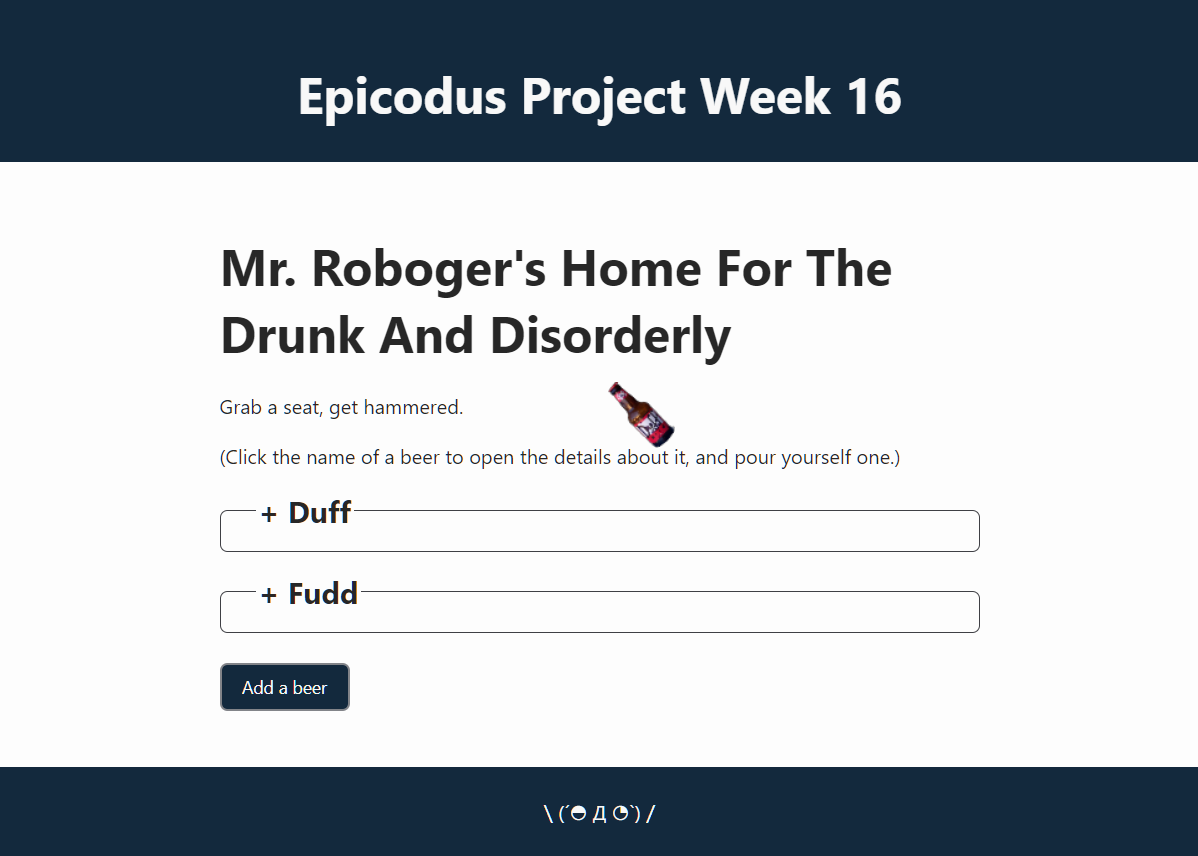 Epicodus Project Week 16
Mr. Roboger's Home For The
Drunk And Disorderly
Grab a seat, get hammered.
(Click the name of a beer to open the details about it, and pour yourself one.)
+ Duff
+ Fudd
Add a beer
\ (´◓ Д ◔`) /